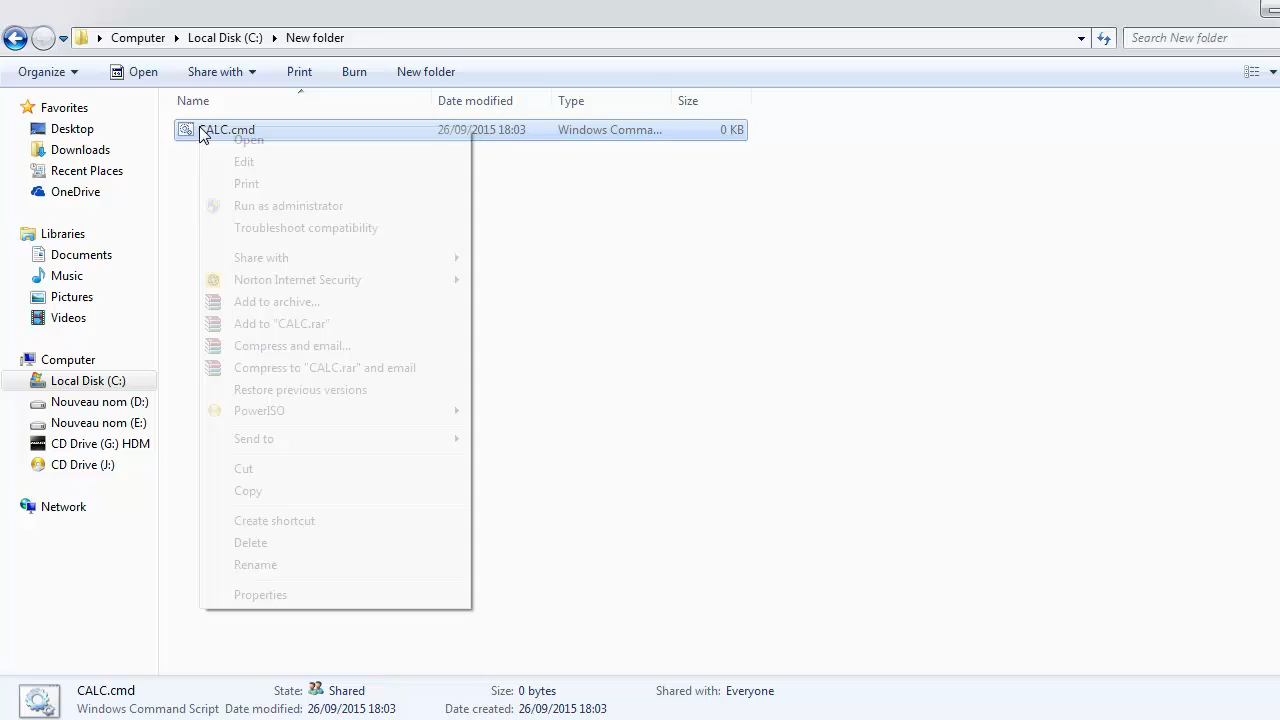 Computer Local Disk (C:) New folder
Search New folder
Organize Open Share with Print Burn New folder
Name Date modified Type Size
Favorites
Desktop
Downloads
Recent Places
OneDrive
Libraries
Documents
Music
Pictures
Videos
Computer
Local Disk (C:)
Nouveau nom (D:)
Nouveau nom (E:)
CD Drive (G:) HDM
CD Drive (J:)
Network
CALC.cmd 26/09/2015 18:03 Windows Comma... 0 KB
Open
Edit
Print
Run as administrator
Troubleshoot compatibility
Share with
Norton Internet Security
Add to archive...
Add to "CALC.rar"
Compress and email...
Compress to "CALC.rar" and email
Restore previous versions
PowerISO
Send to
Cut
Copy
Create shortcut
Delete
Rename
Properties
CALC.cmd State: Shared Size: 0 bytes Shared with: Everyone
Windows Command Script Date modified: 26/09/2015 18:03 Date created: 26/09/2015 18:03